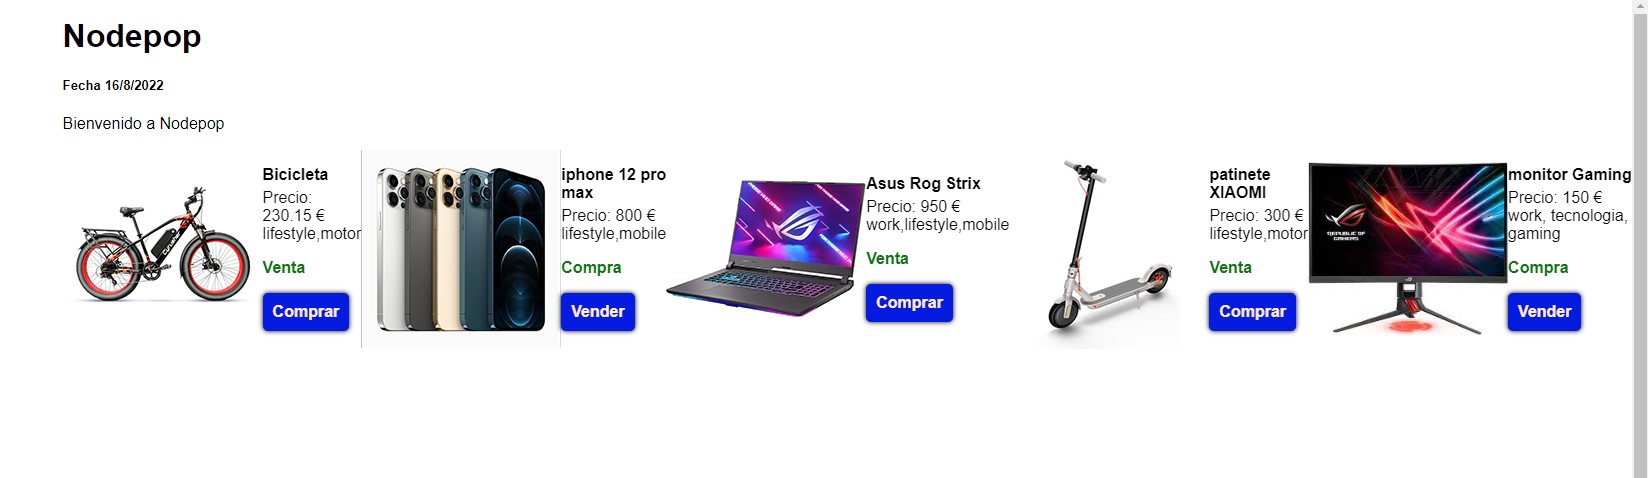 Nodepop
Fecha 16/8/2022
Bienvenido a Nodepop
Bicicleta
Precio:
230.15 €
lifestyle,motor
Venta
Comprar
iphone 12 pro
max
Precio: 800 €
lifestyle,mobile
Compra
Vender
Asus Rog Strix
Precio: 950 €
work,lifestyle,mobile
Venta
Comprar
patinete
XIAOMI
Precio: 300 €
lifestyle,motor
Venta
Comprar
REPUBLIC OF
GAMERS
monitor Gaming
Precio: 150 €
work, tecnologia,
gaming
Compra
Vender